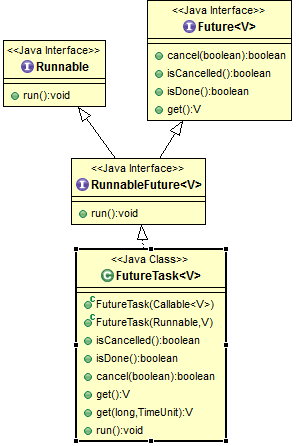 <<Java Interface>>
Future<V>
cancel(boolean):boolean
isCancelled():boolean
isDone():boolean
get():V
<<Java Interface>>
Runnable
run():void
<<Java Interface>>
RunnableFuture<V>
run():void
<<Java Class>>
FutureTask<V>
FutureTask(Callable<V>)
FutureTask(Runnable,V)
isCancelled():boolean
isDone():boolean
cancel(boolean):boolean
get():V
get(long,TimeUnit):V
run():void